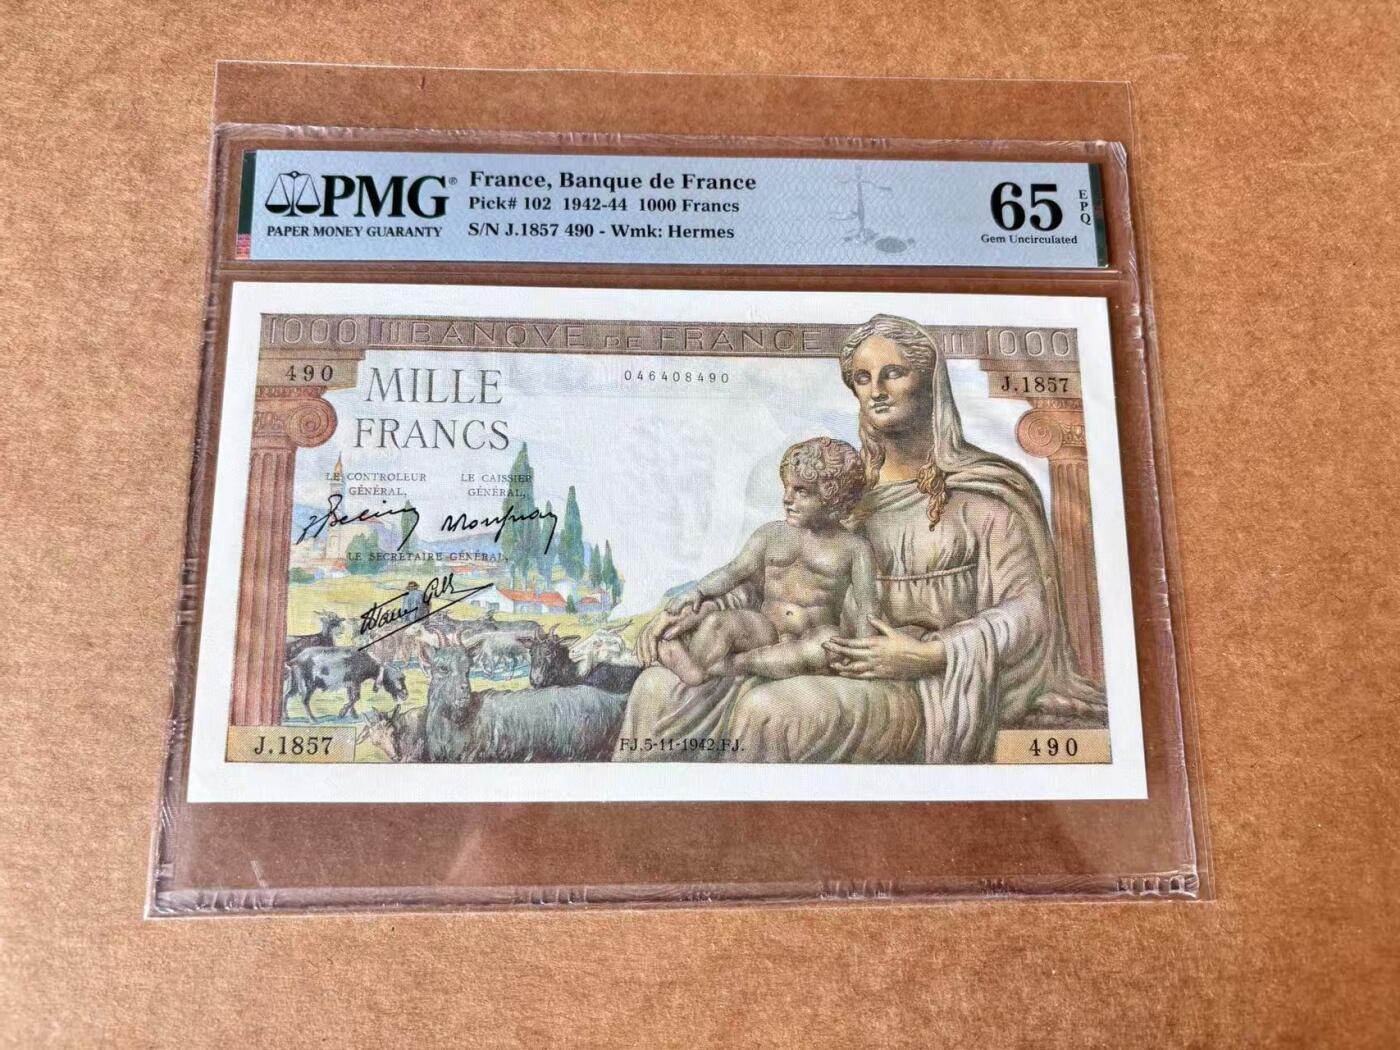 PMG®
PAPER MONEY GUARANTY
France, Banque de France
Pick# 102 1942-44 1000 Francs
S/N J.1857 490 - Wmk: Hermes
65
EPQ
Gem Uncirculated
1000 BANQVE DE FRANCE 1000
490
046408490
J.1857
MILLE
FRANCS
LE CONTROLEUR
GÉNÉRAL,
LE CAISSIER
GÉNÉRAL,
LE SECRÉTAIRE GÉNÉRAL,
J.1857
FJ.5-11-1942.FJ.
490